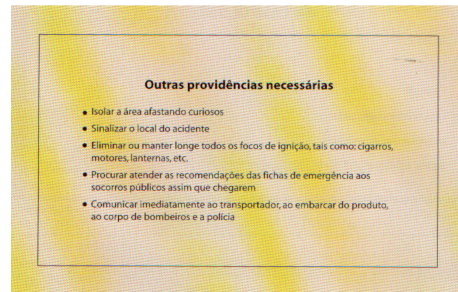 Outras providências necessárias
• Isolar a área afastando curiosos
• Sinalizar o local do acidente
• Eliminar ou manter longe todos os focos de ignição, tais como: cigarros,
motores, lanternas, etc.
• Procurar atender as recomendações das fichas de emergência aos
socorros públicos assim que chegarem
• Comunicar imediatamente ao transportador, ao embarcar do produto,
ao corpo de bombeiros e a polícia